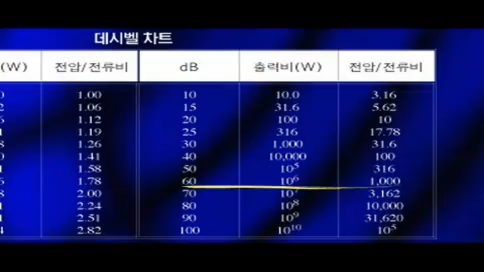 데시벨 차트
(W) 전압/전류비 dB 출력비(W) 전압/전류비
1.00 10 10.0 3.16
1.06 15 31.6 5.62
1.12 20 100 10
1.19 25 316 17.78
1.26 30 1,000 31.6
1.41 40 10,000 100
1.58 50 10⁵ 316
1.78 60 10⁶ 1,000
2.00 70 10⁷ 3,162
2.24 80 10⁸ 10,000
2.51 90 10⁹ 31,620
2.82 100 10¹⁰ 10⁵